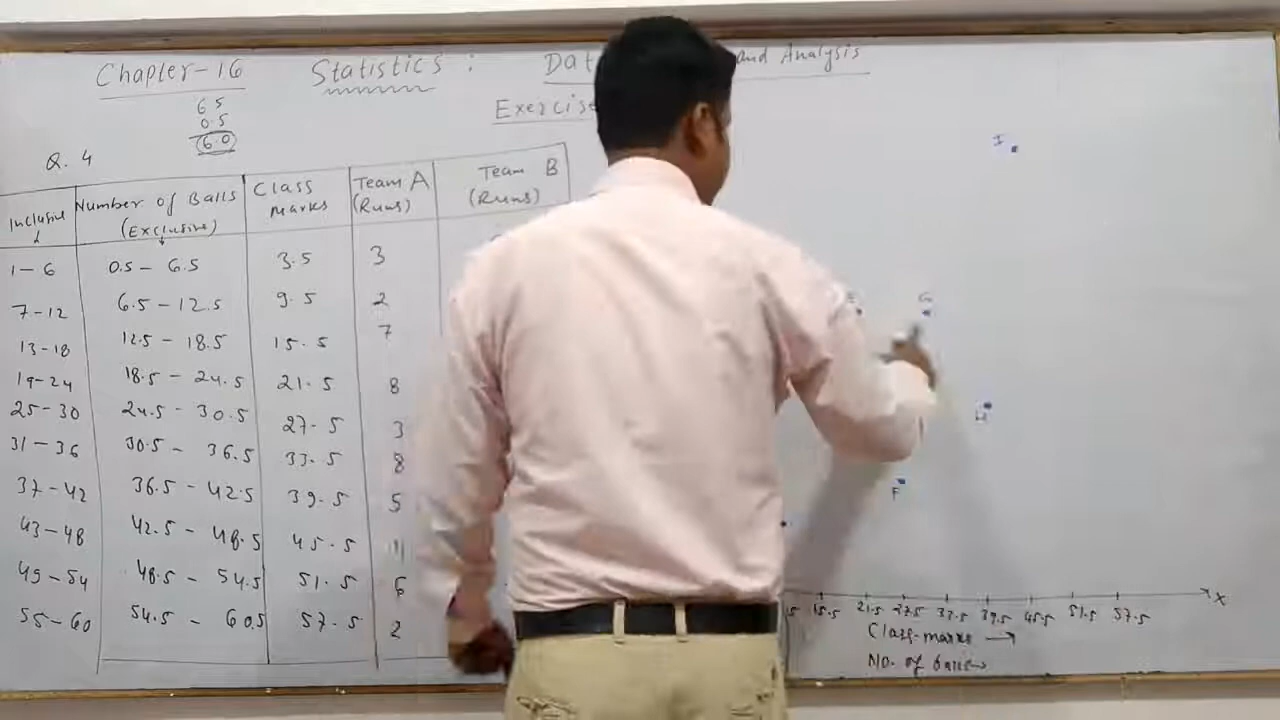 Chapter-16 Statistics : Dat and Analysis
Exercise
6 5
0.5
6.0
Q. 4
Inclusive Number of Balls (Exclusive) Class marks Team A (Runs) Team B (Runs)
1-6 0.5 - 6.5 3.5 3
7-12 6.5 - 12.5 9.5 2
13-18 12.5 - 18.5 15.5 7
19-24 18.5 - 24.5 21.5 8
25-30 24.5 - 30.5 27.5 3
31-36 30.5 - 36.5 33.5 8
37-42 36.5 - 42.5 39.5 5
43-48 42.5 - 48.5 45.5
49-54 48.5 - 54.5 51.5 6
55-60 54.5 - 60.5 57.5 2
I
E G
H
F
5 15.5 21.5 27.5 33.5 39.5 45.5 51.5 57.5 X
Class-marks
No. of balls